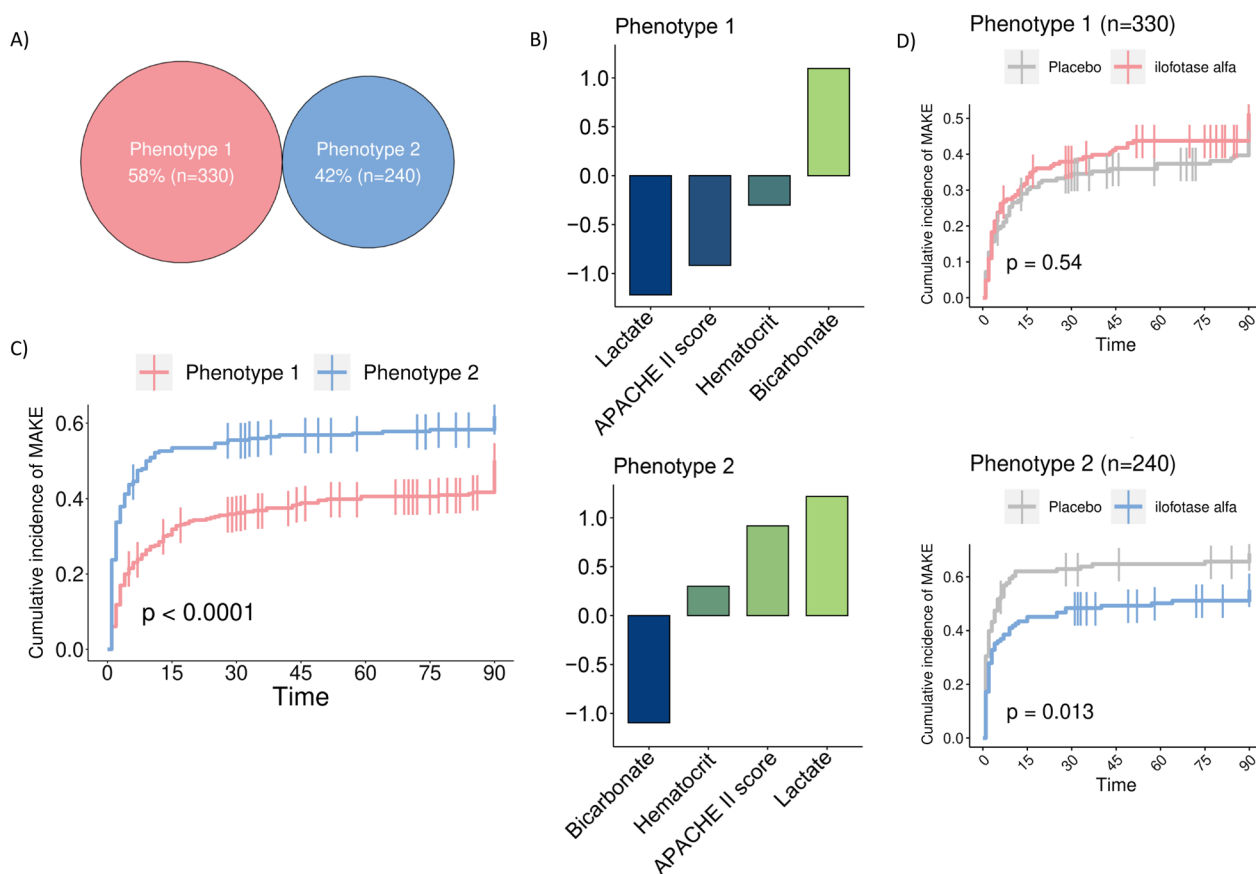 A)
Phenotype 1
58% (n=330)
Phenotype 2
42% (n=240)
B)
Phenotype 1
1.0
0.5
0.0
−0.5
−1.0
Lactate
APACHE II score
Hematocrit
Bicarbonate
Phenotype 2
1.0
0.5
0.0
−0.5
−1.0
Bicarbonate
Hematocrit
APACHE II score
Lactate
C)
Phenotype 1 Phenotype 2
Cumulative incidence of MAKE
0.6
0.4
0.2
0.0
p < 0.0001
0 15 30 45 60 75 90
Time
D)
Phenotype 1 (n=330)
Placebo ilofotase alfa
Cumulative incidence of MAKE
0.5
0.4
0.3
0.2
0.1
0.0
p = 0.54
0 15 30 45 60 75 90
Time
Phenotype 2 (n=240)
Placebo ilofotase alfa
Cumulative incidence of MAKE
0.6
0.4
0.2
0.0
p = 0.013
0 15 30 45 60 75 90
Time